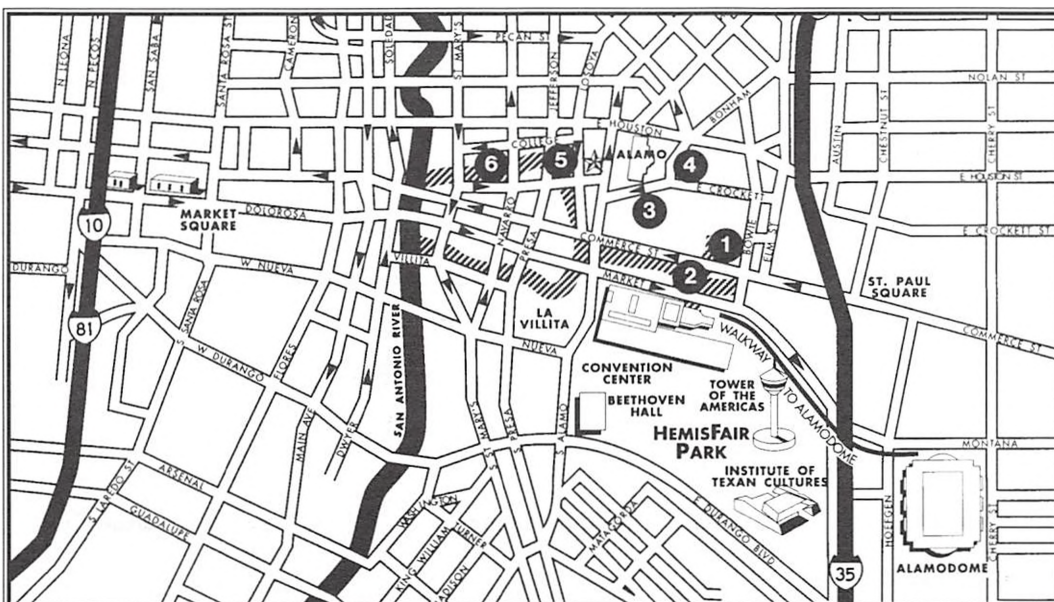 N LEONA
N PECOS
SAN SABA
SANTA ROSA ST
CAMERON
SOLEDAD
ST MARY'S
PECAN ST
JEFFERSON
LOSOYA
BONHAM
NOLAN ST
AUSTIN
CHESTNUT ST
CHERRY ST
E HOUSTON
COLLEGE
ALAMO
6
5
4
E HOUSTON ST
E CROCKETT
3
MARKET
SQUARE
DOLOROSA
10
NAVARRO
PRESA
COMMERCE ST
1
BOWIE
ELM ST
E CROCKETT ST
DURANGO
W NUEVA
VILLITA
MARKET
2
ST. PAUL
SQUARE
81
S SANTA ROSA
LA
VILLITA
NUEVA
COMMERCE ST
W DURANGO
FLORES
SAN ANTONIO RIVER
CONVENTION
CENTER
WALKWAY TO ALAMODOME
TOWER
OF THE
AMERICAS
BEETHOVEN
HALL
HEMISFAIR
PARK
MAIN AVE
DWYER
S ST MARY'S
S PRESA
S ALAMO
MONTANA
INSTITUTE OF
TEXAN CULTURES
ARSENAL
S LAREDO ST
GUADALUPE
WASHINGTON
KING WILLIAM
TURNER
MADISON
MATAGORDA
E DURANGO BLVD
HOEFGEN
CHERRY ST
35
ALAMODOME